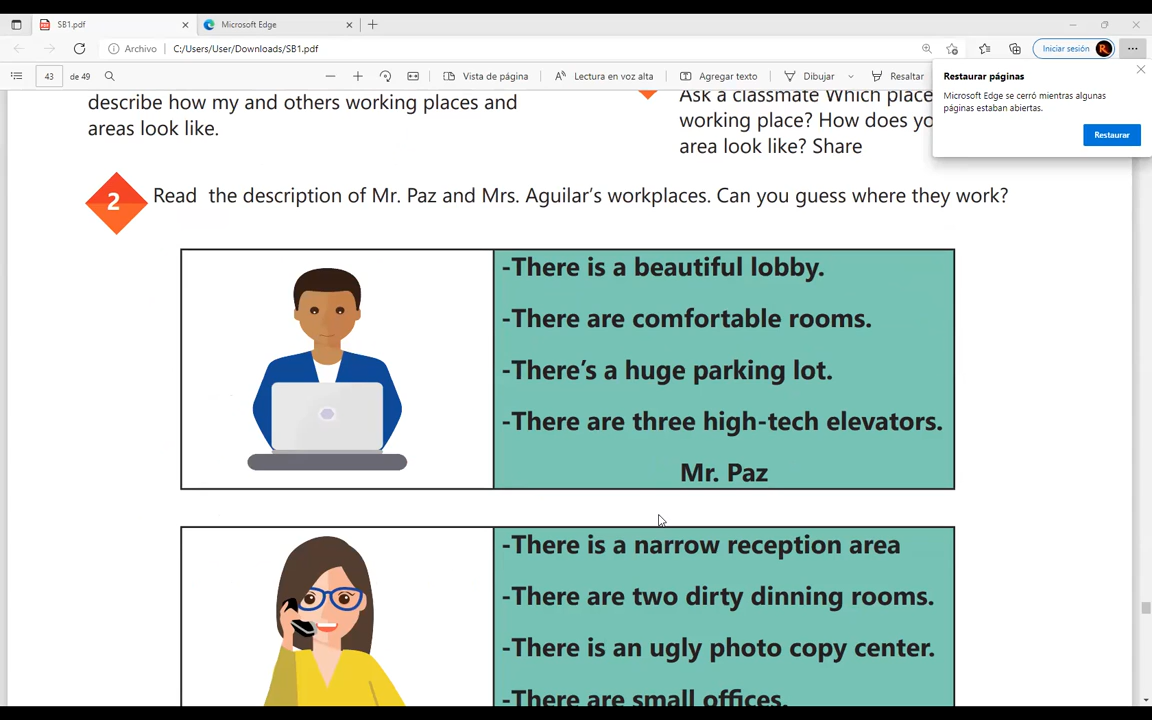 SB1.pdf
Microsoft Edge
Archivo
C:/Users/User/Downloads/SB1.pdf
Iniciar sesión
R
43
de 49
Vista de página
Lectura en voz alta
Agregar texto
Dibujar
Resaltar
Restaurar páginas
Microsoft Edge se cerró mientras algunas
páginas estaban abiertas.
Restaurar
describe how my and others working places and
areas look like.
Ask a classmate Which place
working place? How does yo
area look like? Share
2
Read the description of Mr. Paz and Mrs. Aguilar’s workplaces. Can you guess where they work?
-There is a beautiful lobby.
-There are comfortable rooms.
-There’s a huge parking lot.
-There are three high-tech elevators.
Mr. Paz
-There is a narrow reception area
-There are two dirty dinning rooms.
-There is an ugly photo copy center.
-There are small offices.